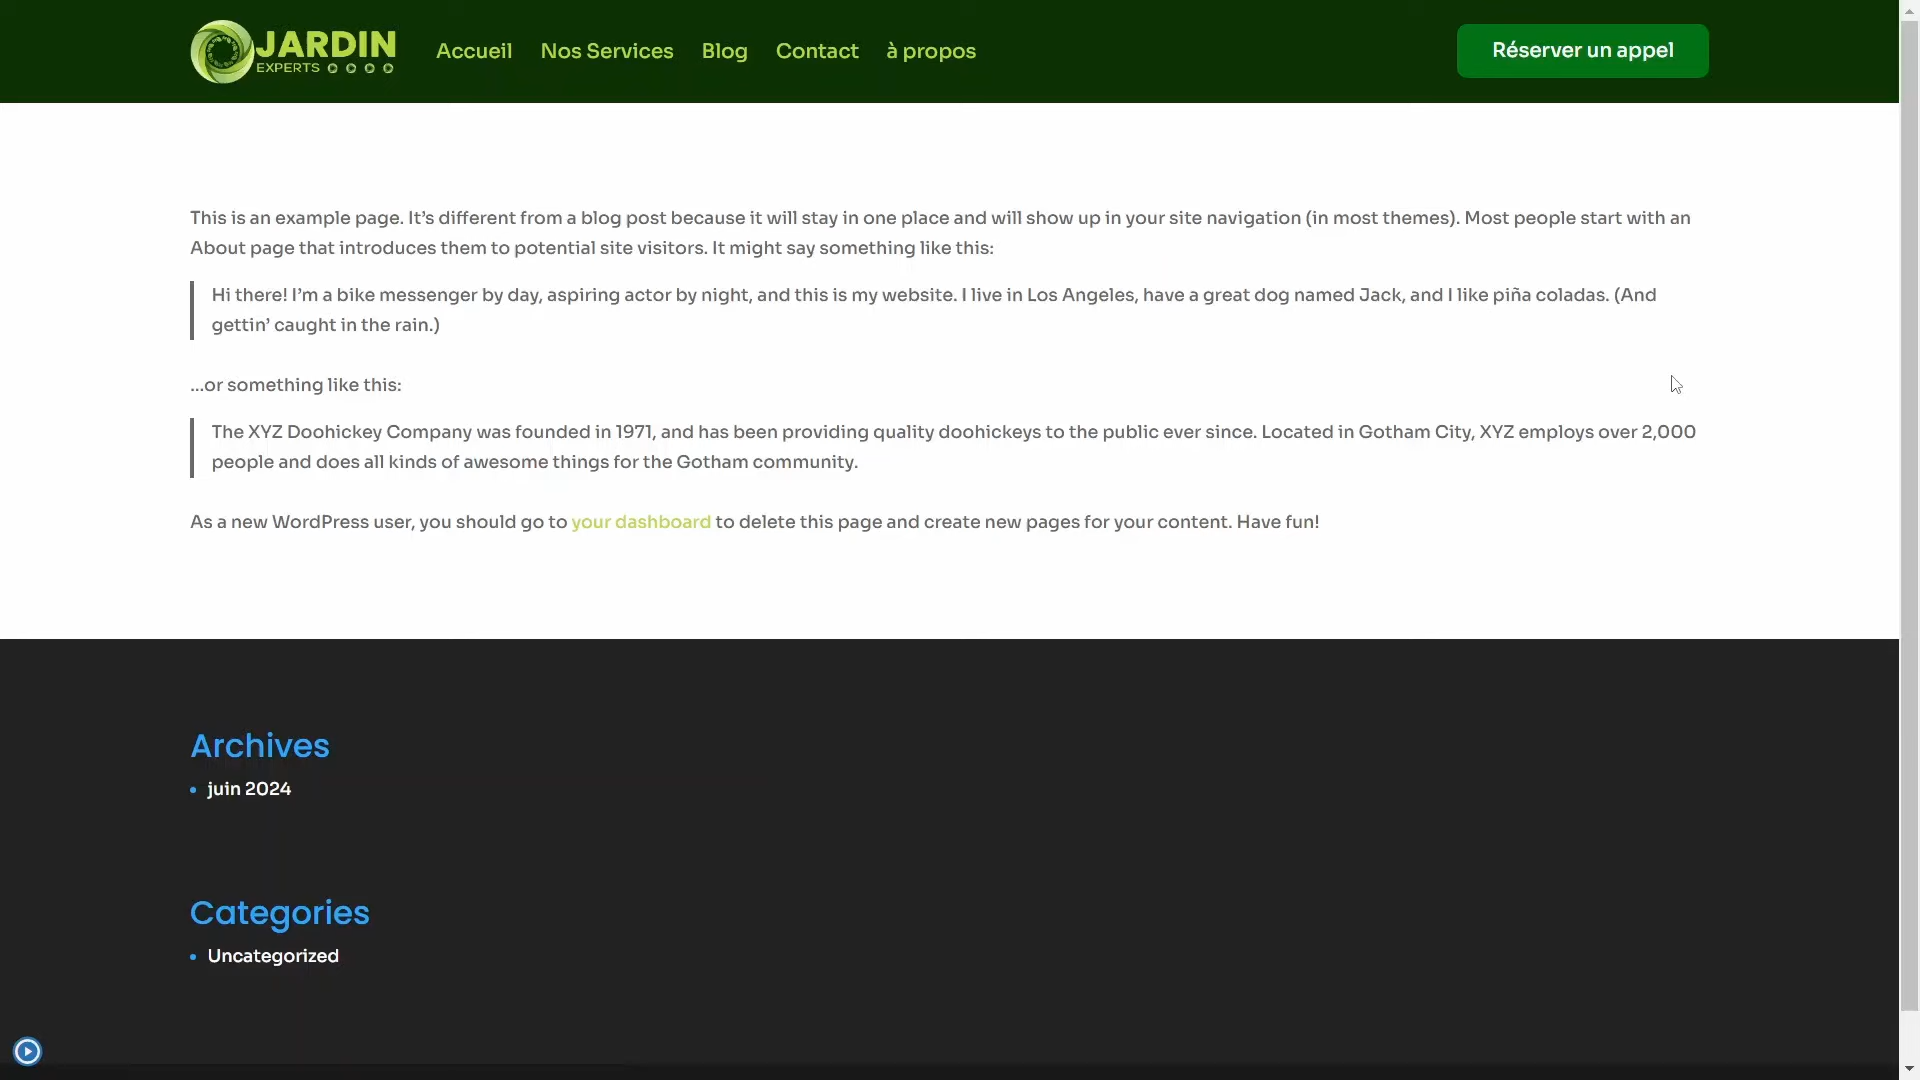 JARDIN
EXPERTS
Accueil
Nos Services
Blog
Contact
à propos
Réserver un appel
This is an example page. It’s different from a blog post because it will stay in one place and will show up in your site navigation (in most themes). Most people start with an
About page that introduces them to potential site visitors. It might say something like this:
Hi there! I’m a bike messenger by day, aspiring actor by night, and this is my website. I live in Los Angeles, have a great dog named Jack, and I like piña coladas. (And
gettin’ caught in the rain.)
…or something like this:
The XYZ Doohickey Company was founded in 1971, and has been providing quality doohickeys to the public ever since. Located in Gotham City, XYZ employs over 2,000
people and does all kinds of awesome things for the Gotham community.
As a new WordPress user, you should go to your dashboard to delete this page and create new pages for your content. Have fun!
Archives
juin 2024
Categories
Uncategorized